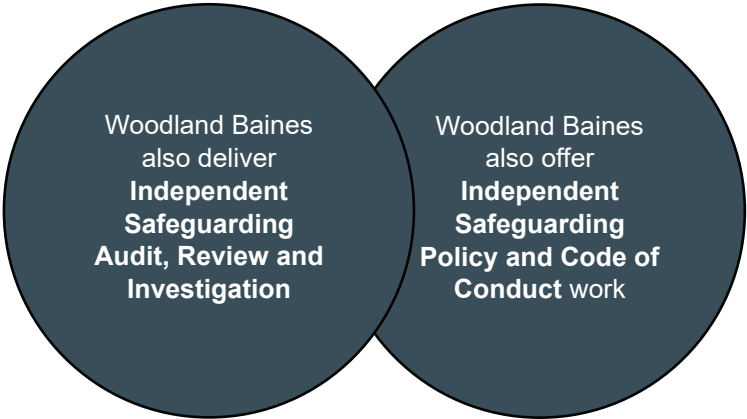 Woodland Baines
also deliver
Independent
Safeguarding
Audit, Review and
Investigation
Woodland Baines
also offer
Independent
Safeguarding
Policy and Code of
Conduct work